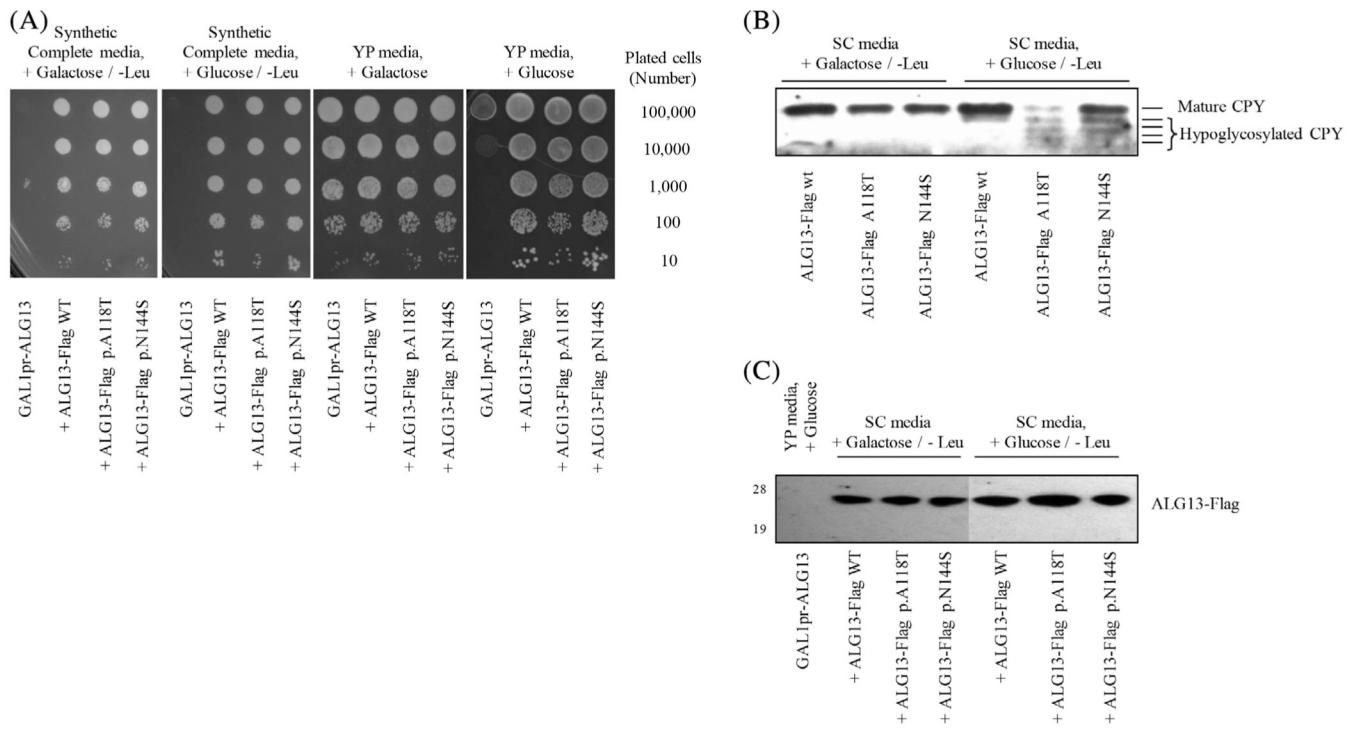 (A)
Synthetic
Complete media,
+ Galactose / -Leu
Synthetic
Complete media,
+ Glucose / -Leu
YP media,
+ Galactose
YP media,
+ Glucose
Plated cells
(Number)
100,000
10,000
1,000
100
10
GAL1pr-ALG13
+ ALG13-Flag WT
+ ALG13-Flag p.A118T
+ ALG13-Flag p.N144S
GAL1pr-ALG13
+ ALG13-Flag WT
+ ALG13-Flag p.A118T
+ ALG13-Flag p.N144S
GAL1pr-ALG13
+ ALG13-Flag WT
+ ALG13-Flag p.A118T
+ ALG13-Flag p.N144S
GAL1pr-ALG13
+ ALG13-Flag WT
+ ALG13-Flag p.A118T
+ ALG13-Flag p.N144S
(B)
SC media
+ Galactose / -Leu
SC media,
+ Glucose / -Leu
Mature CPY
Hypoglycosylated CPY
ALG13-Flag wt
ALG13-Flag A118T
ALG13-Flag N144S
ALG13-Flag wt
ALG13-Flag A118T
ALG13-Flag N144S
(C)
YP media,
+ Glucose
SC media
+ Galactose / - Leu
SC media,
+ Glucose / - Leu
28
19
ALG13-Flag
GAL1pr-ALG13
+ ALG13-Flag WT
+ ALG13-Flag p.A118T
+ ALG13-Flag p.N144S
+ ALG13-Flag WT
+ ALG13-Flag p.A118T
+ ALG13-Flag p.N144S